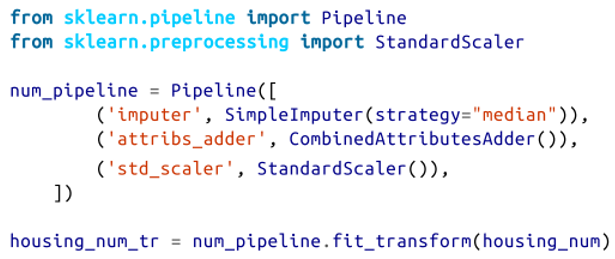 from sklearn.pipeline import Pipeline
from sklearn.preprocessing import StandardScaler

num_pipeline = Pipeline([
        ('imputer', SimpleImputer(strategy="median")),
        ('attribs_adder', CombinedAttributesAdder()),
        ('std_scaler', StandardScaler()),
    ])

housing_num_tr = num_pipeline.fit_transform(housing_num)